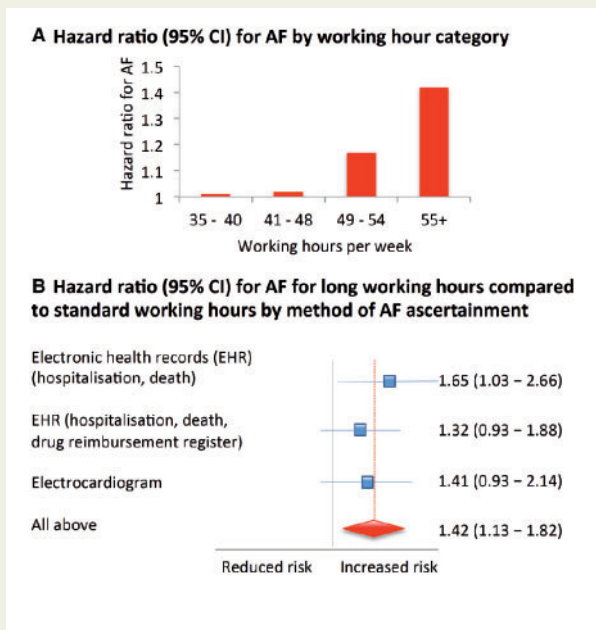 A Hazard ratio (95% CI) for AF by working hour category
Hazard ratio for AF
1.5
1.4
1.3
1.2
1.1
1
35 - 40 41 - 48 49 - 54 55+
Working hours per week
B Hazard ratio (95% CI) for AF for long working hours compared
to standard working hours by method of AF ascertainment
Electronic health records (EHR)
(hospitalisation, death)
1.65 (1.03 – 2.66)
EHR (hospitalisation, death,
drug reimbursement register)
1.32 (0.93 – 1.88)
Electrocardiogram
1.41 (0.93 – 2.14)
All above
1.42 (1.13 – 1.82)
Reduced risk Increased risk